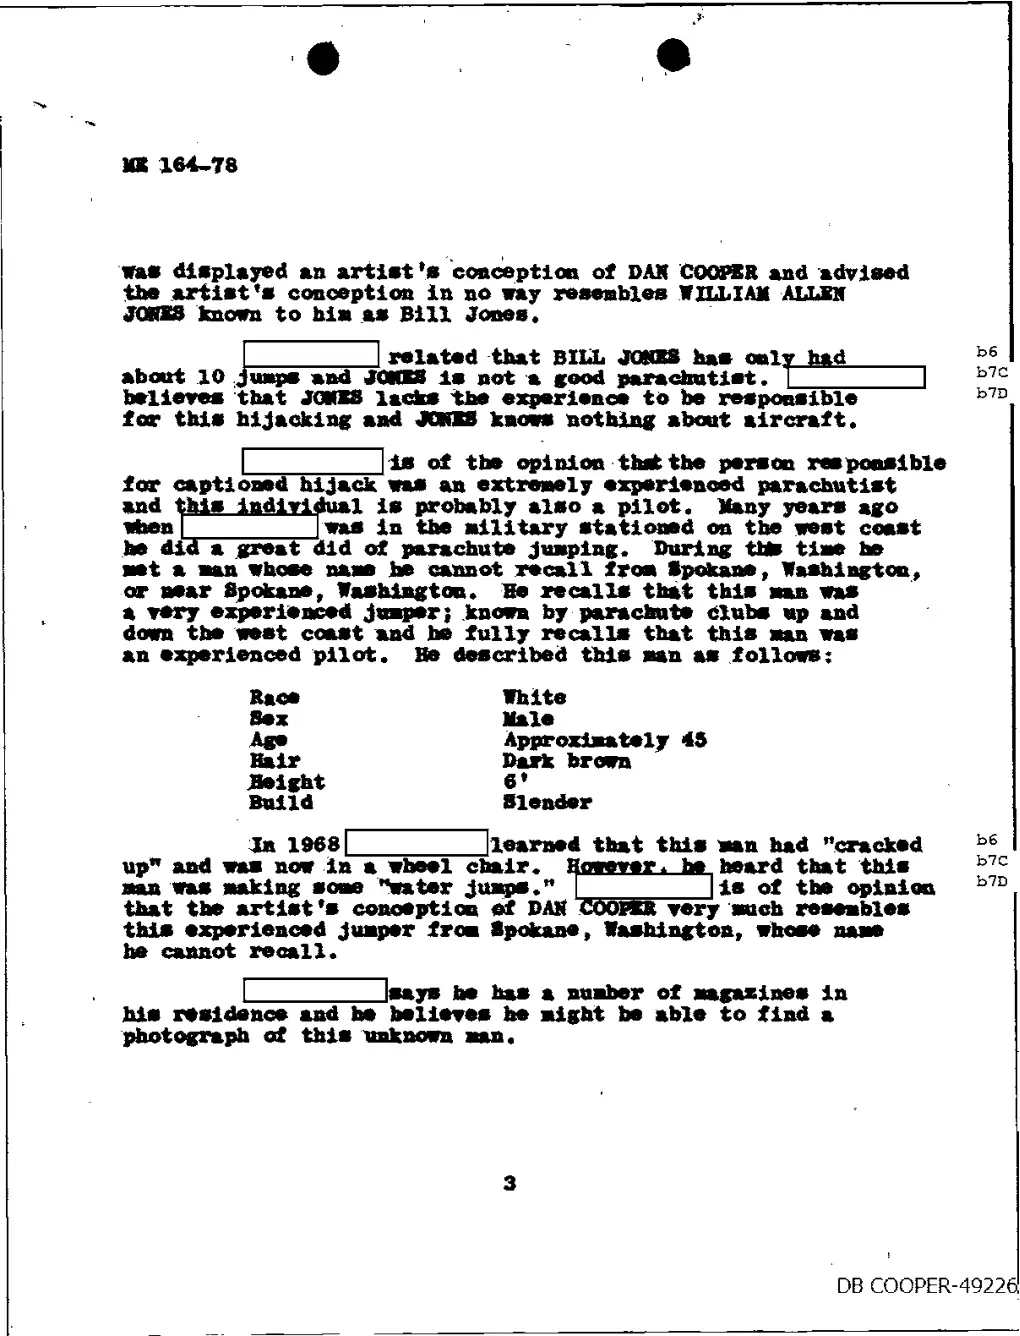 ME 164-78
was displayed an artist's conception of DAN COOPER and advised
the artist's conception in no way resembles WILLIAM ALLEN
JONES known to him as Bill Jones.
related that BILL JONES has only had
b6
about 10 jumps and JONES is not a good parachutist.
b7C
believes that JONES lacks the experience to be responsible
b7D
for this hijacking and JONES knows nothing about aircraft.
is of the opinion that the person responsible
for captioned hijack was an extremely experienced parachutist
and this individual is probably also a pilot. Many years ago
when was in the military stationed on the west coast
he did a great did of parachute jumping. During the time he
met a man whose name he cannot recall from Spokane, Washington,
or near Spokane, Washington. He recalls that this man was
a very experienced jumper; known by parachute clubs up and
down the west coast and he fully recalls that this man was
an experienced pilot. He described this man as follows:
Race White
Sex Male
Age Approximately 45
Hair Dark brown
Height 6'
Build Slender
In 1968 learned that this man had "cracked
b6
up" and was now in a wheel chair. However, he heard that this
b7C
man was making some "water jumps." is of the opinion
b7D
that the artist's conception of DAN COOPER very much resembles
this experienced jumper from Spokane, Washington, whose name
he cannot recall.
says he has a number of magazines in
his residence and he believes he might be able to find a
photograph of this unknown man.
3
DB COOPER-49226